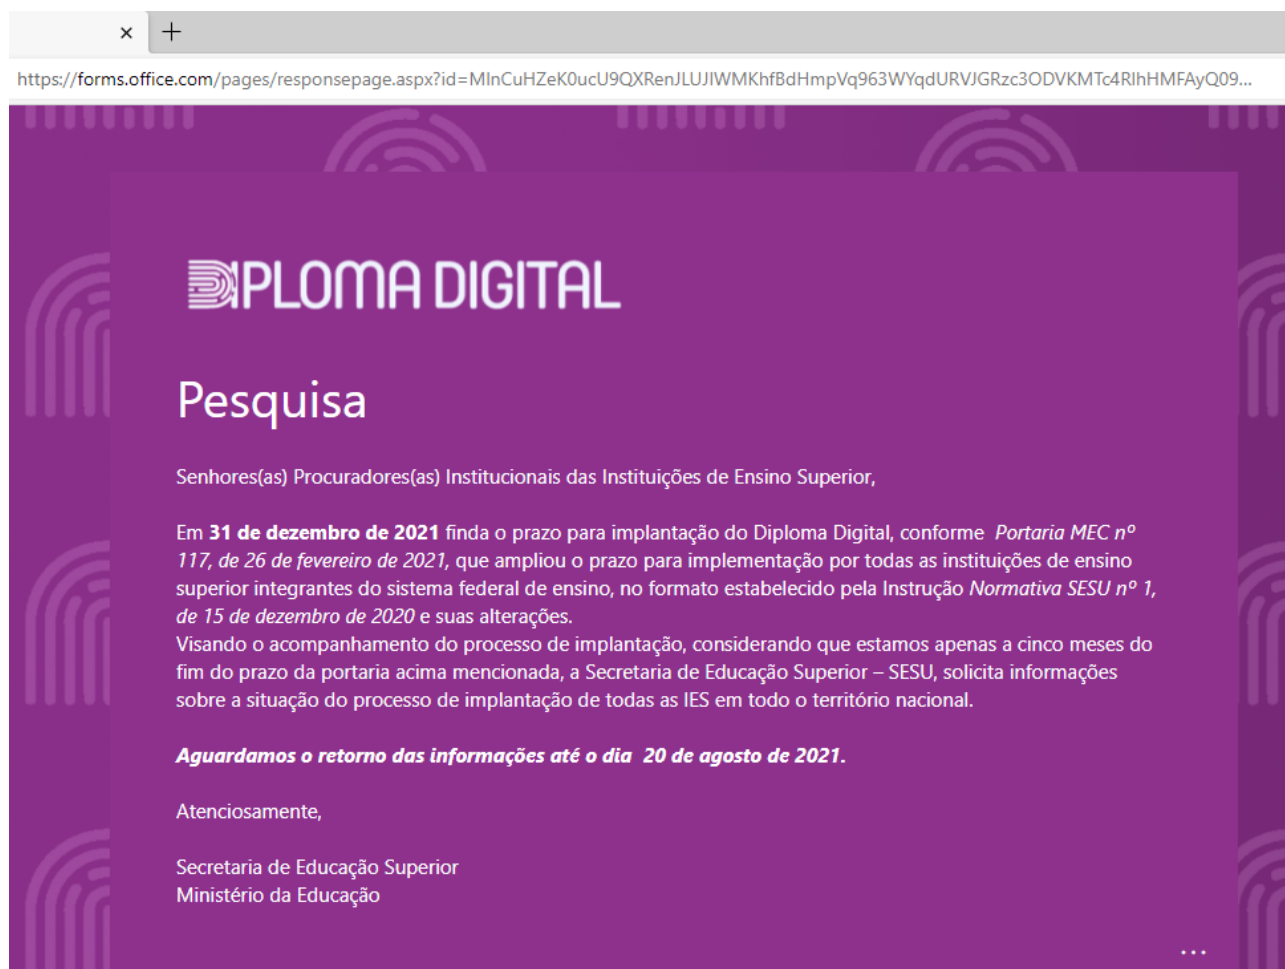 https://forms.office.com/pages/responsepage.aspx?id=MlnCuHZeK0ucU9QXRenJLUJIWMKhfBdHmpVq963WYqdURVJGRzc3ODVKMTc4RlhHMFAyQ09...
DIPLOMA DIGITAL
Pesquisa
Senhores(as) Procuradores(as) Institucionais das Instituições de Ensino Superior,
Em 31 de dezembro de 2021 finda o prazo para implantação do Diploma Digital, conforme  Portaria MEC nº
117, de 26 de fevereiro de 2021, que ampliou o prazo para implementação por todas as instituições de ensino
superior integrantes do sistema federal de ensino, no formato estabelecido pela Instrução Normativa SESU nº 1,
de 15 de dezembro de 2020 e suas alterações.
Visando o acompanhamento do processo de implantação, considerando que estamos apenas a cinco meses do
fim do prazo da portaria acima mencionada, a Secretaria de Educação Superior – SESU, solicita informações
sobre a situação do processo de implantação de todas as IES em todo o território nacional.
Aguardamos o retorno das informações até o dia  20 de agosto de 2021.
Atenciosamente,
Secretaria de Educação Superior
Ministério da Educação
...